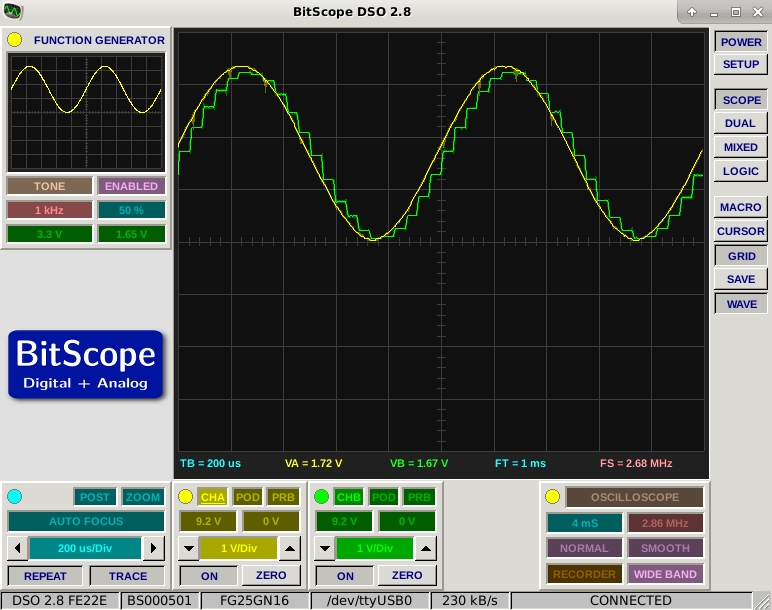 BitScope DSO 2.8
FUNCTION GENERATOR
TONE ENABLED
1 kHz 50 %
3.3 V 1.65 V
BitScope
Digital + Analog
TB = 200 us VA = 1.72 V VB = 1.67 V FT = 1 ms FS = 2.68 MHz
POWER
SETUP
SCOPE
DUAL
MIXED
LOGIC
MACRO
CURSOR
GRID
SAVE
WAVE
POST ZOOM
AUTO FOCUS
200 us/Div
REPEAT TRACE
CHA POD PRB
9.2 V 0 V
1 V/Div
ON ZERO
CHB POD PRB
9.2 V 0 V
1 V/Div
ON ZERO
OSCILLOSCOPE
4 mS 2.86 MHz
NORMAL SMOOTH
RECORDER WIDE BAND
DSO 2.8 FE22E BS000501 FG25GN16 /dev/ttyUSB0 230 kB/s CONNECTED